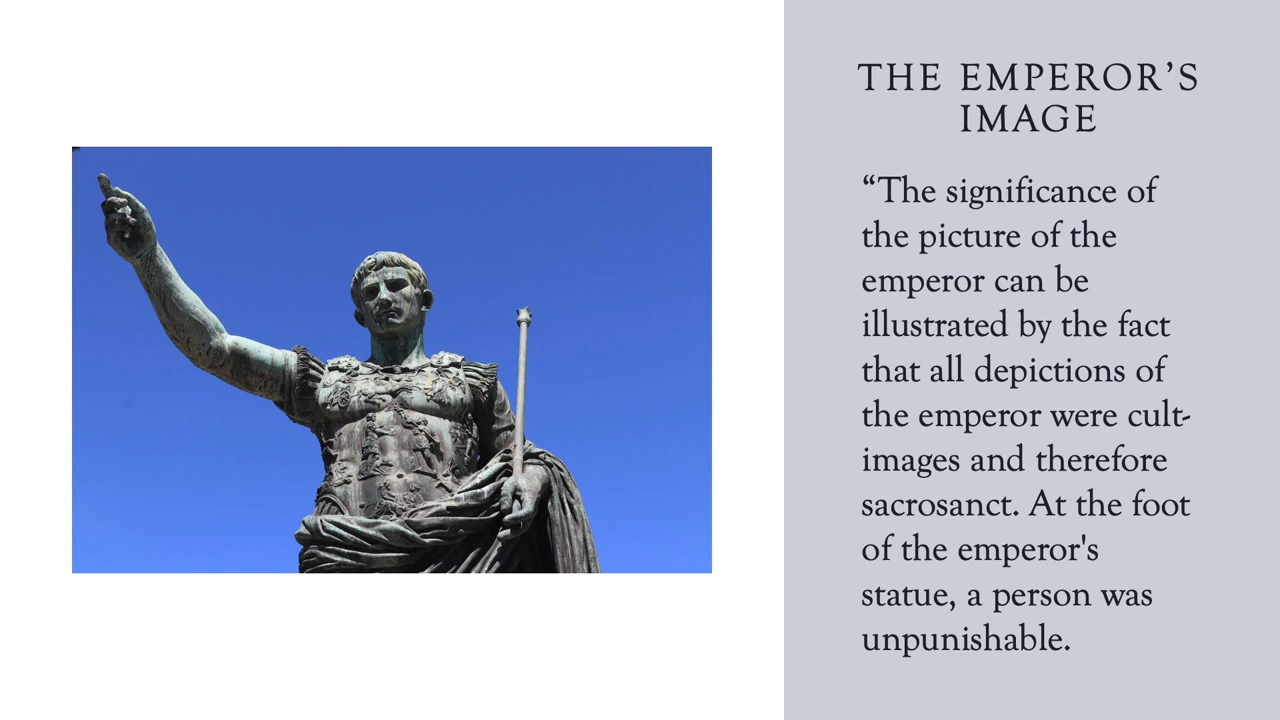 THE EMPEROR’S
IMAGE
“The significance of
the picture of the
emperor can be
illustrated by the fact
that all depictions of
the emperor were cult-
images and therefore
sacrosanct. At the foot
of the emperor's
statue, a person was
unpunishable.